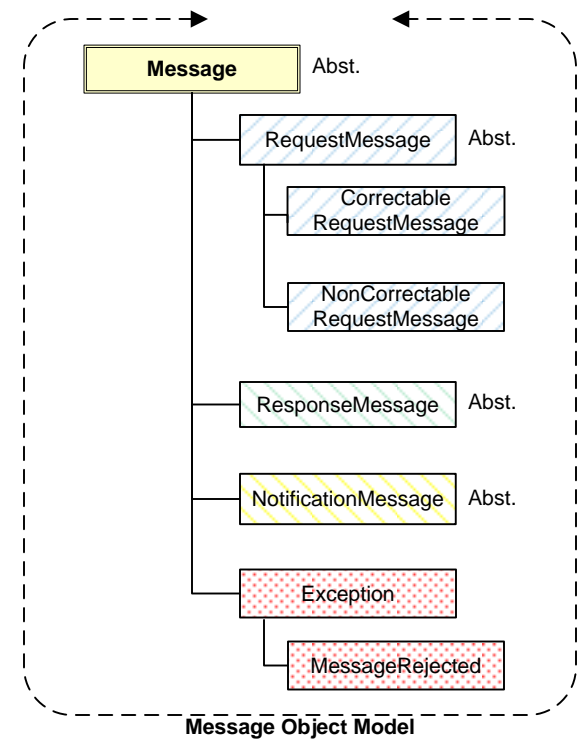 Message Abst.
RequestMessage Abst.
Correctable
RequestMessage
NonCorrectable
RequestMessage
ResponseMessage Abst.
NotificationMessage Abst.
Exception
MessageRejected
Message Object Model